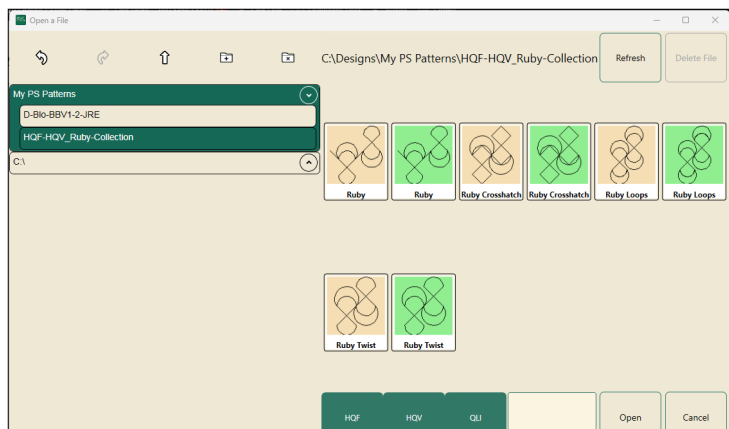 Open a File
C:\Designs\My PS Patterns\HQF-HQV_Ruby-Collection
Refresh
Delete File
My PS Patterns
D-Blo-BBV1-2-JRE
HQF-HQV_Ruby-Collection
C:\
Ruby
Ruby
Ruby Crosshatch
Ruby Crosshatch
Ruby Loops
Ruby Loops
Ruby Twist
Ruby Twist
HQF
HQV
QLI
Open
Cancel